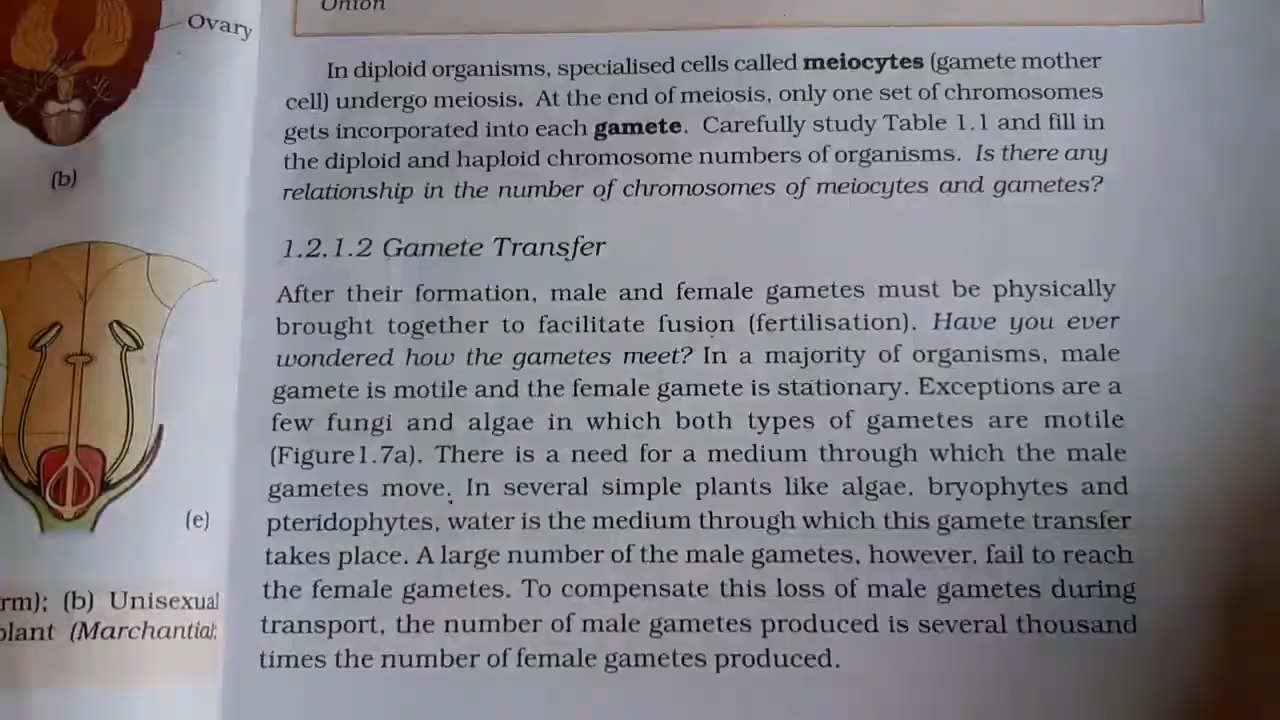 Ovary
(b)
(e)
rm); (b) Unisexual
plant (Marchantia);
Onion
In diploid organisms, specialised cells called meiocytes (gamete mother
cell) undergo meiosis. At the end of meiosis, only one set of chromosomes
gets incorporated into each gamete. Carefully study Table 1.1 and fill in
the diploid and haploid chromosome numbers of organisms. Is there any
relationship in the number of chromosomes of meiocytes and gametes?
1.2.1.2 Gamete Transfer
After their formation, male and female gametes must be physically
brought together to facilitate fusion (fertilisation). Have you ever
wondered how the gametes meet? In a majority of organisms, male
gamete is motile and the female gamete is stationary. Exceptions are a
few fungi and algae in which both types of gametes are motile
(Figure1.7a). There is a need for a medium through which the male
gametes move. In several simple plants like algae, bryophytes and
pteridophytes, water is the medium through which this gamete transfer
takes place. A large number of the male gametes, however, fail to reach
the female gametes. To compensate this loss of male gametes during
transport, the number of male gametes produced is several thousand
times the number of female gametes produced.